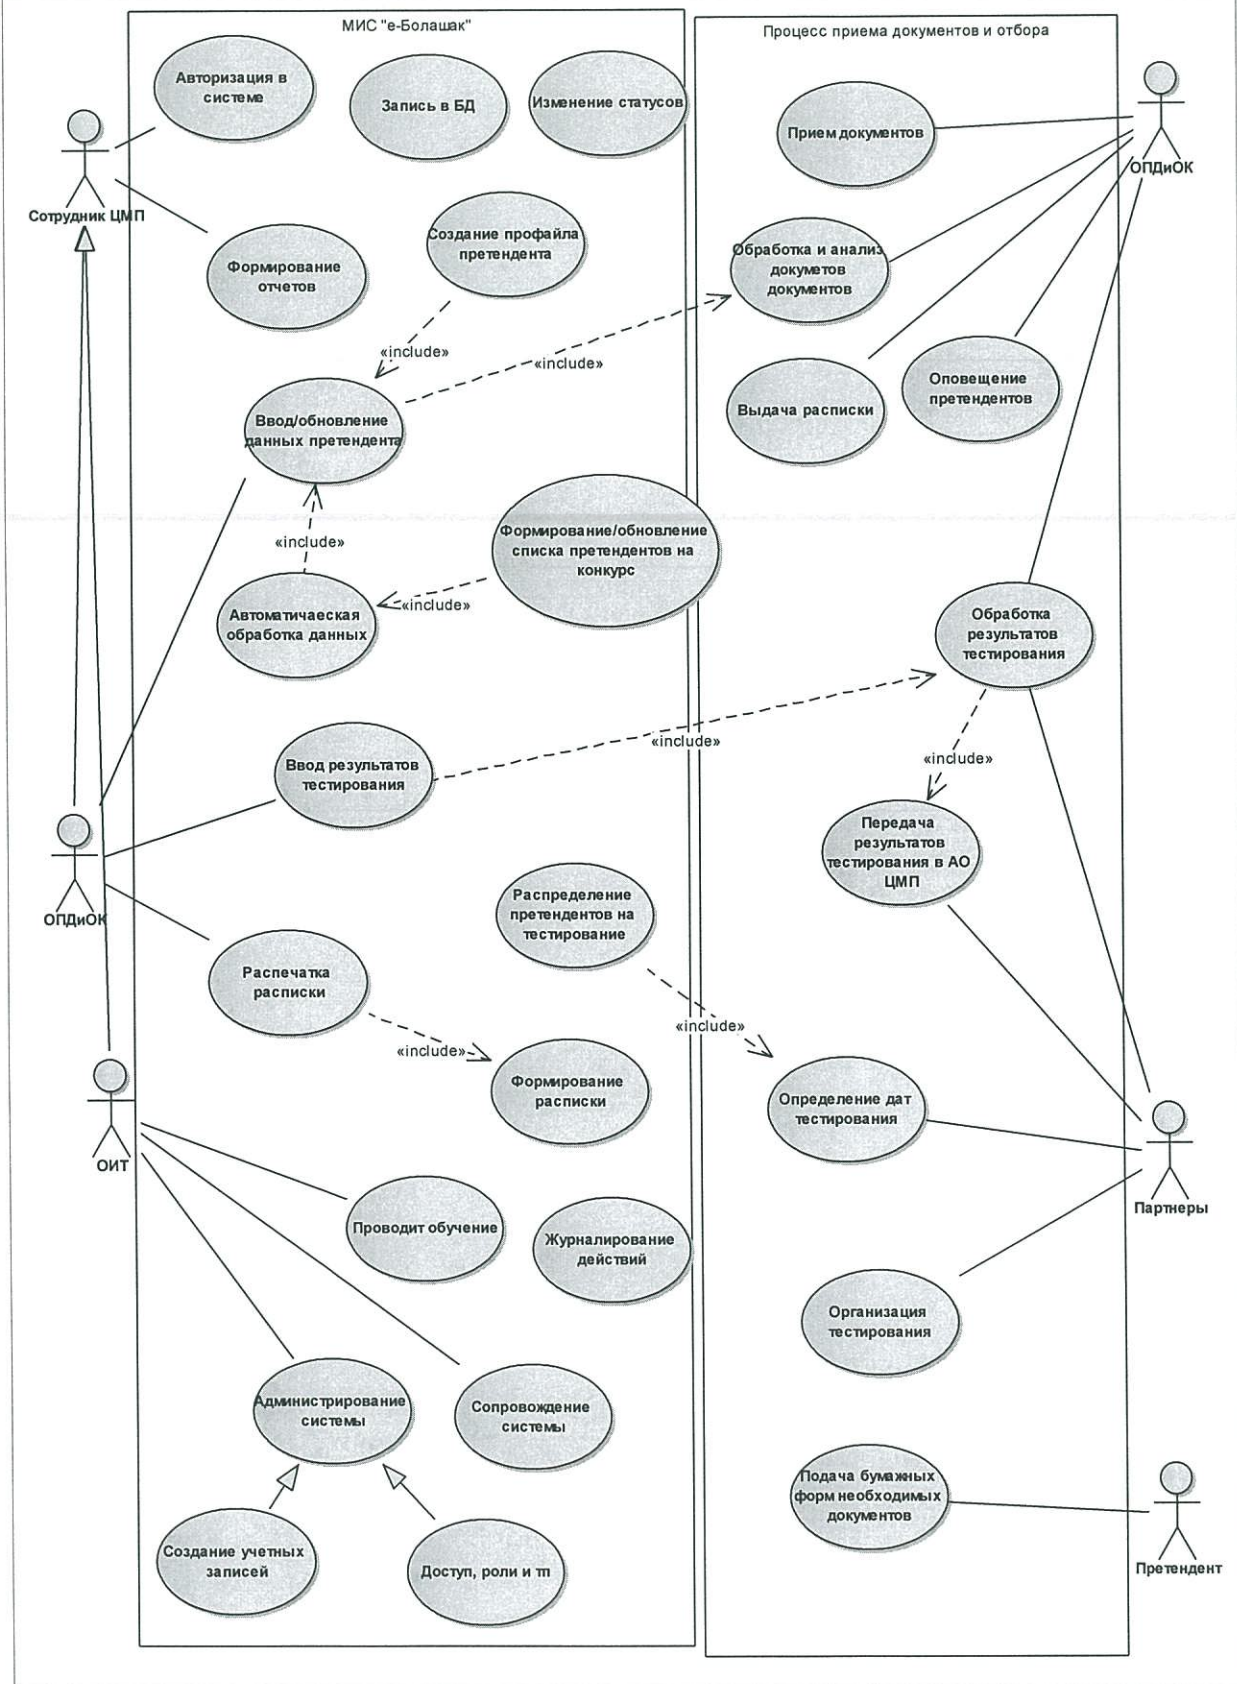 МИС "е-Болашак"
Процесс приема документов и отбора
Авторизация в
системе
Запись в БД
Изменение статусов
Прием документов
ОПДиОК
Сотрудник ЦМП
Формирование
отчетов
Создание профайла
претендента
Обработка и анализ
докуметов
документов
«include»
«include»
Ввод/обновление
данных претендента
Выдача расписки
Оповещение
претендентов
«include»
Формирование/обновление
списка претендентов на
конкурс
«include»
Автоматичаеская
обработка данных
Обработка
результатов
тестирования
«include»
«include»
Ввод результатов
тестирования
Передача
результатов
тестирования в АО
ЦМП
ОПДиОК
Распределение
претендентов на
тестирование
Распечатка
расписки
«include»
«include»
Формирование
расписки
Определение дат
тестирования
ОИТ
Партнеры
Проводит обучение
Журналирование
действий
Организация
тестирования
Администрирование
системы
Сопровождение
системы
Подача бумажных
форм необходимых
документов
Претендент
Создание учетных
записей
Доступ, роли и тп